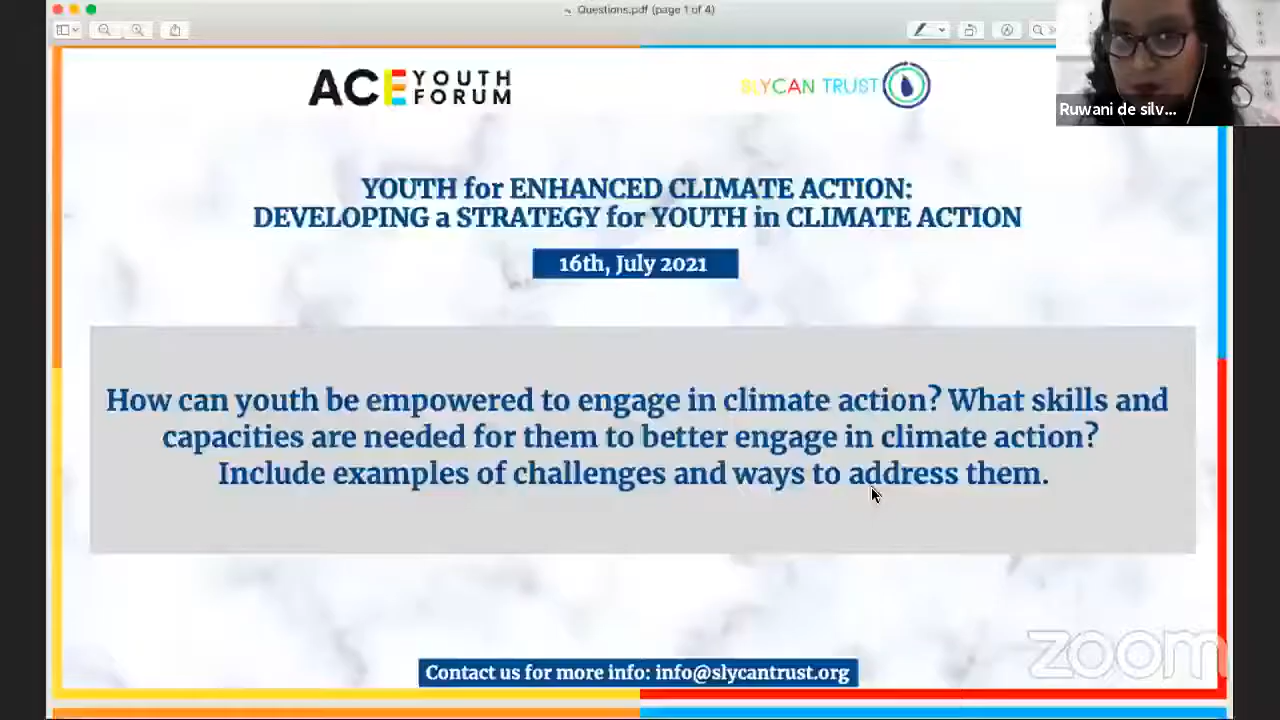 Questions.pdf (page 1 of 4)
ACE YOUTH FORUM
SLYCAN TRUST
Ruwani de silv...
YOUTH for ENHANCED CLIMATE ACTION:
DEVELOPING a STRATEGY for YOUTH in CLIMATE ACTION
16th, July 2021
How can youth be empowered to engage in climate action? What skills and
capacities are needed for them to better engage in climate action?
Include examples of challenges and ways to address them.
zoom
Contact us for more info: info@slycantrust.org